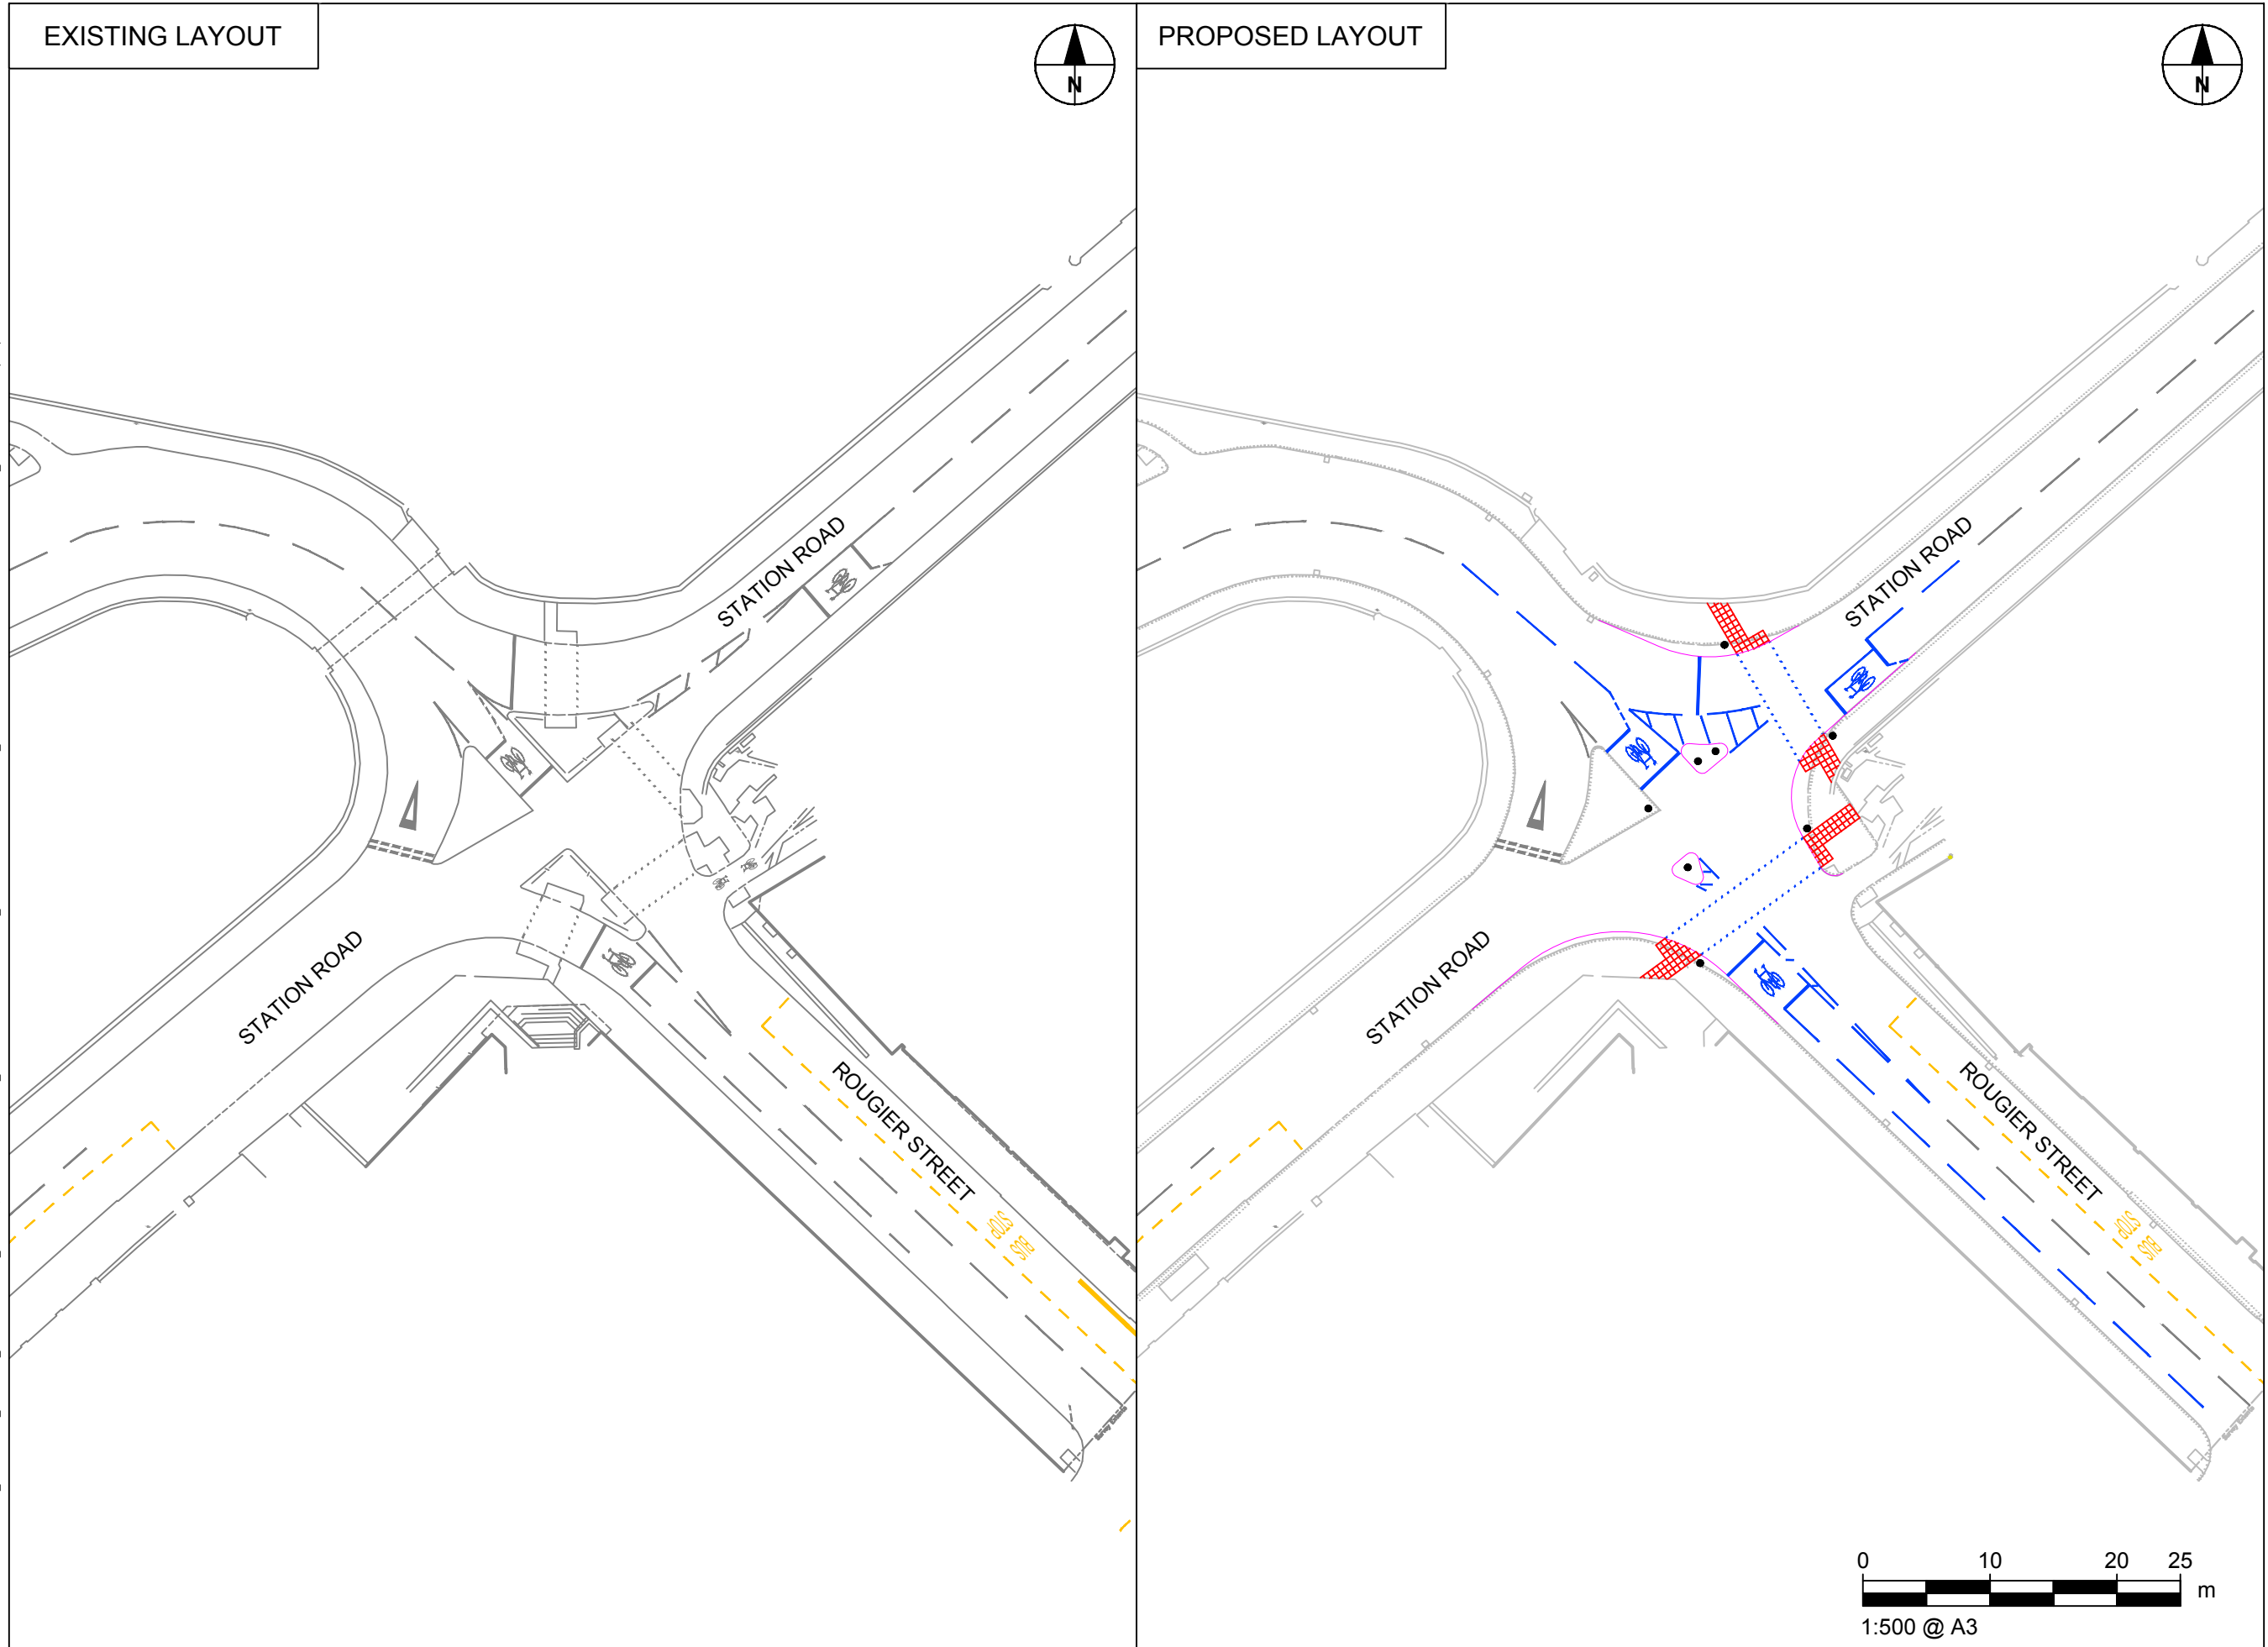 EXISTING LAYOUT
N
STATION ROAD
STATION ROAD
ROUGIER STREET
BUS
STOP
PROPOSED LAYOUT
N
STATION ROAD
STATION ROAD
ROUGIER STREET
BUS
STOP
0 10 20 25
m
1:500 @ A3